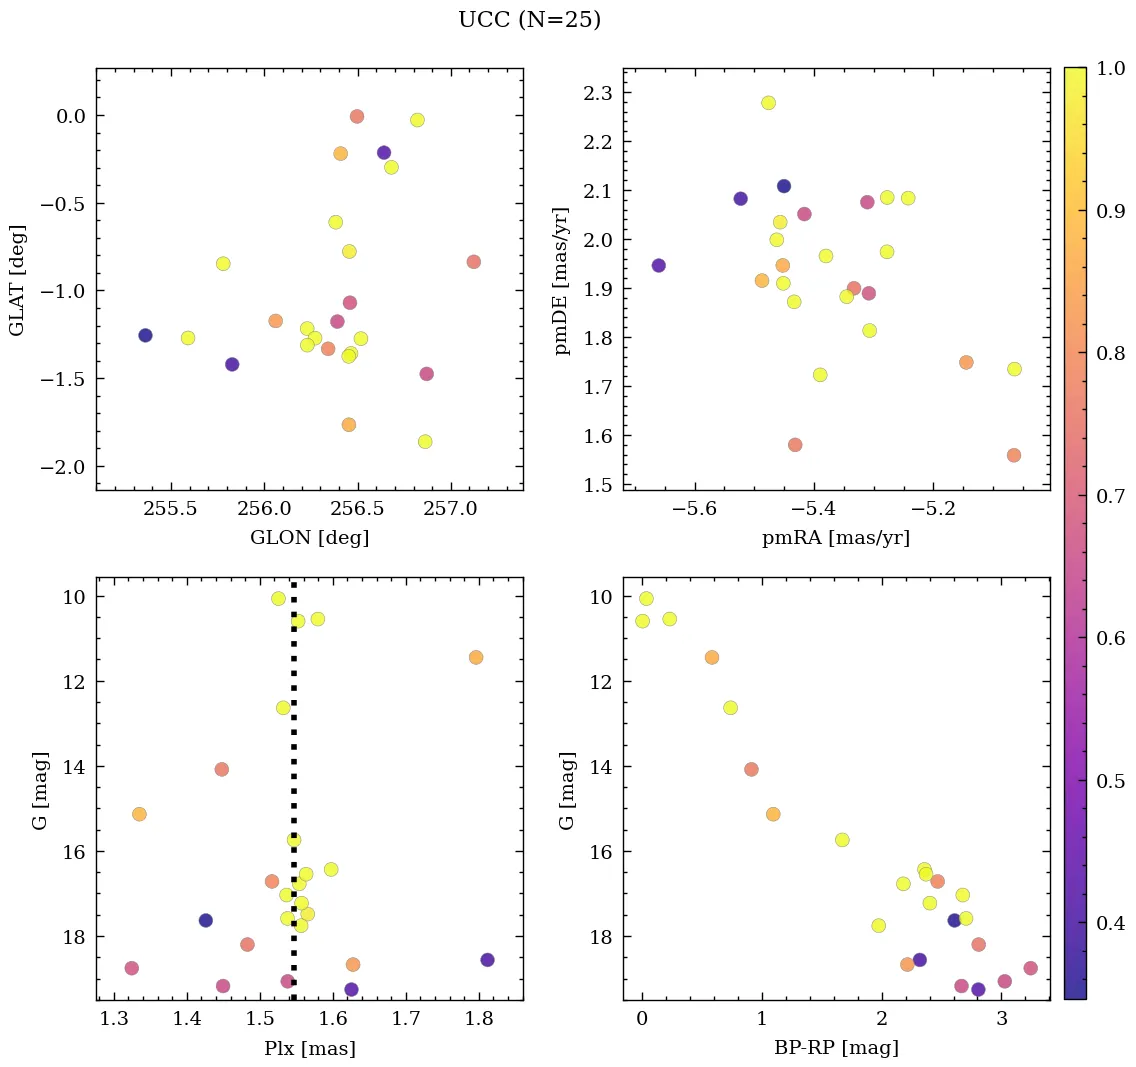 UCC (N=25)
0.0
−0.5
−1.0
−1.5
−2.0
GLAT [deg]
255.5 256.0 256.5 257.0
GLON [deg]
2.3
2.2
2.1
2.0
1.9
1.8
1.7
1.6
1.5
pmDE [mas/yr]
−5.6 −5.4 −5.2
pmRA [mas/yr]
10
12
14
16
18
G [mag]
1.3 1.4 1.5 1.6 1.7 1.8
Plx [mas]
10
12
14
16
18
G [mag]
0 1 2 3
BP-RP [mag]
1.0
0.9
0.8
0.7
0.6
0.5
0.4